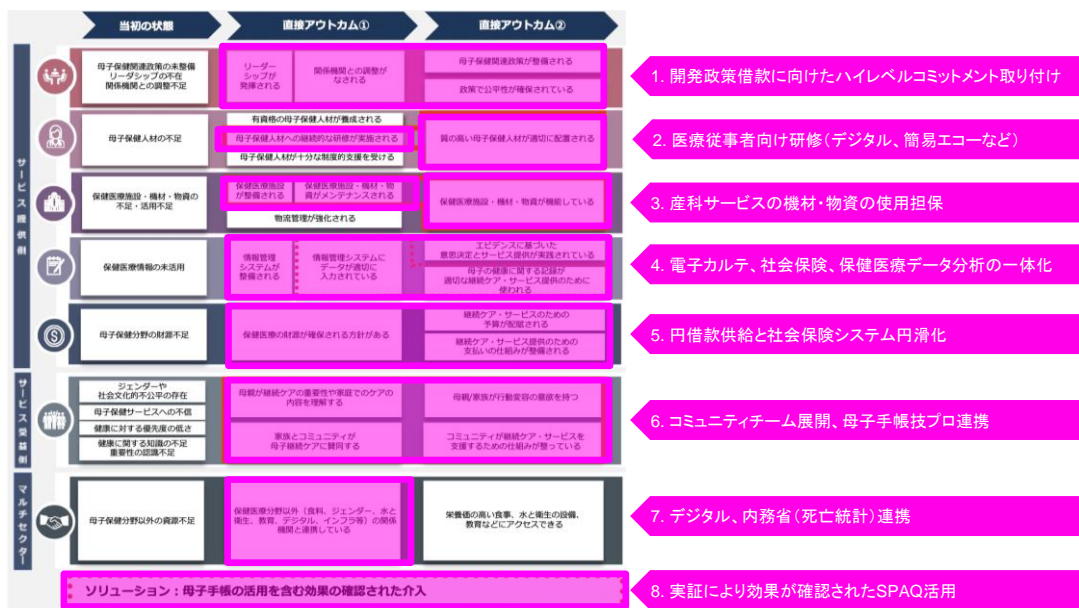 当初の状態
直接アウトカム①
直接アウトカム②
サービス提供側
母子保健関連政策の未整備
リーダシップの不在
関係機関との調整不足
リーダー
シップが
発揮される
関係機関との調整が
なされる
母子保健関連政策が整備される
政策で公平性が確保されている
1. 開発政策借款に向けたハイレベルコミットメント取り付け
母子保健人材の不足
有資格の母子保健人材が養成される
母子保健人材への継続的な研修が実施される
母子保健人材が十分な制度的支援を受ける
質の高い母子保健人材が適切に配置される
2. 医療従事者向け研修（デジタル、簡易エコーなど）
保健医療施設・機材・物資の
不足・活用不足
保健医療施設
が整備される
保健医療施設・機材・物
資がメンテナンスされる
物流管理が強化される
保健医療施設・機材・物資が機能している
3. 産科サービスの機材・物資の使用担保
保健医療情報の未活用
情報管理
システムが
整備される
情報管理システムに
データが適切に
入力されている
エビデンスに基づいた
意思決定とサービス提供が実践されている
母子の健康に関する記録が
適切な継続ケア・サービス提供のために
使われる
4. 電子カルテ、社会保険、保健医療データ分析の一体化
母子保健分野の財源不足
保健医療の財源が確保される方針がある
継続ケア・サービスのための
予算が配賦される
継続ケア・サービス提供のための
支払いの仕組みが整備される
5. 円借款供給と社会保険システム円滑化
サービス受益側
ジェンダーや
社会文化的不公平の存在
母子保健サービスへの不信
健康に対する優先度の低さ
健康に関する知識の不足
重要性の認識不足
母親が継続ケアの重要性や家庭でのケアの
内容を理解する
家族とコミュニティが
母子継続ケアに賛同する
母親/家族が行動変容の意欲を持つ
コミュニティが継続ケア・サービスを
支援するための仕組みが整っている
6. コミュニティチーム展開、母子手帳技プロ連携
マルチセクター
母子保健分野以外の資源不足
保健医療分野以外（食料、ジェンダー、水と
衛生、教育、デジタル、インフラ等）の関係
機関と連携している
栄養価の高い食事、水と衛生の設備、
教育などにアクセスできる
7. デジタル、内務省（死亡統計）連携
ソリューション：母子手帳の活用を含む効果の確認された介入
8. 実証により効果が確認されたSPAQ活用